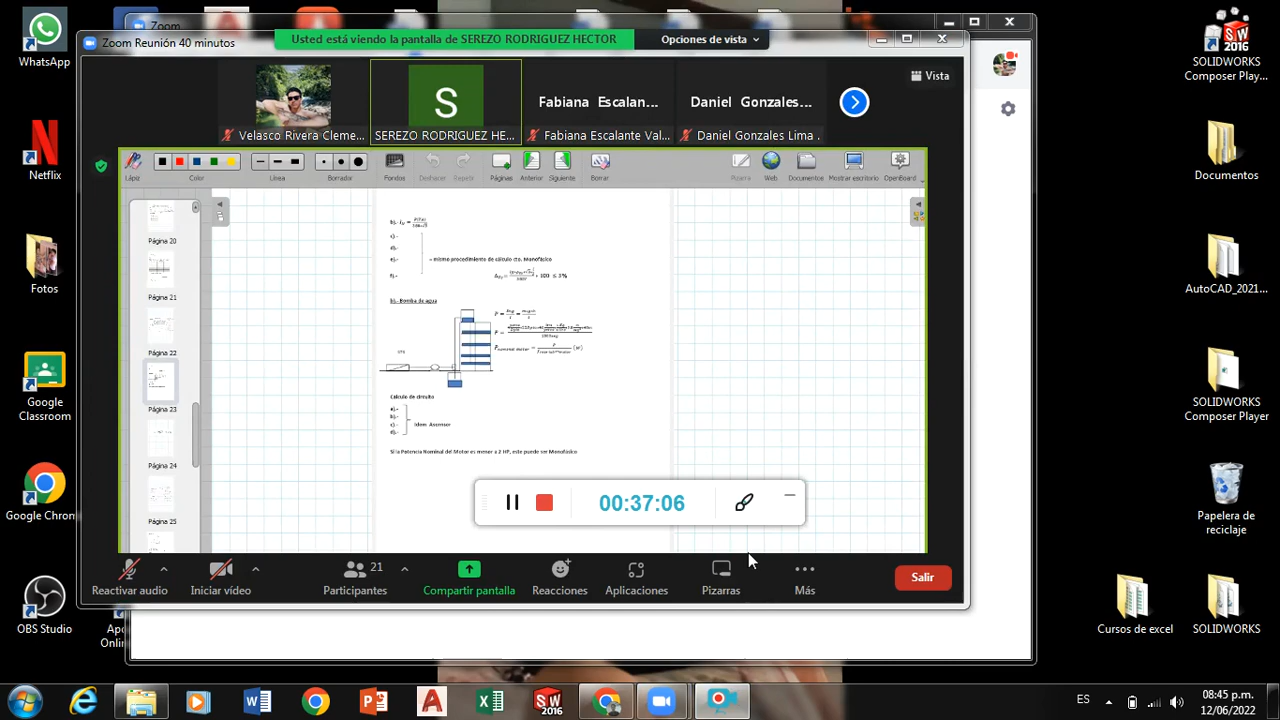 WhatsApp
Netflix
Fotos
Google
Classroom
Google Chrom
OBS Studio
Apo
Onlin
Zoom
Zoom Reunión 40 minutos
Usted está viendo la pantalla de SEREZO RODRIGUEZ HECTOR
Opciones de vista
Vista
Velasco Rivera Cleme...
S
SEREZO RODRIGUEZ HE...
Fabiana Escalan...
Fabiana Escalante Val...
Daniel Gonzales...
Daniel Gonzales Lima .
Lápiz
Color
Línea
Borrador
Fondos
Deshacer
Repetir
Páginas
Anterior
Siguiente
Borrar
Pizarra
Web
Documentos
Mostrar escritorio
OpenBoard
Página 20
Página 21
Página 22
Página 23
Página 24
Página 25
c).-
d).-
e).-
= mismo procedimiento de cálculo cto. Monofásico
f).-
* 100 ≤ 3%
b).- Bomba de agua
Calculo de circuito
a).-
b).-
c).-
d).-
Idem Ascensor
Si la Potencia Nominal del Motor es menor a 2 HP, este puede ser Monofásico
00:37:06
Reactivar audio
Iniciar vídeo
21
Participantes
Compartir pantalla
Reacciones
Aplicaciones
Pizarras
Más
Salir
SOLIDWORKS
Composer Play...
Documentos
AutoCAD_2021...
SOLIDWORKS
Composer Player
Papelera de
reciclaje
Cursos de excel
SOLIDWORKS
ES
08:45 p.m.
12/06/2022